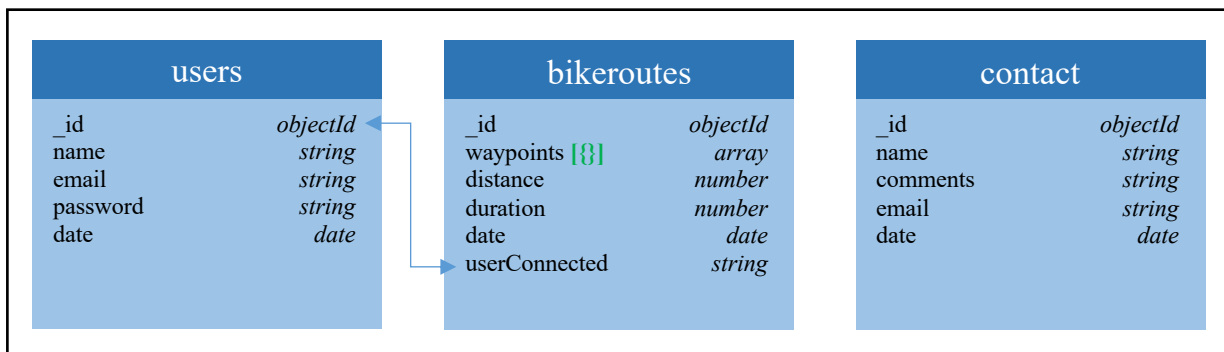 users
_id objectId
name string
email string
password string
date date
bikeroutes
_id objectId
waypoints [{}] array
distance number
duration number
date date
userConnected string
contact
_id objectId
name string
comments string
email string
date date